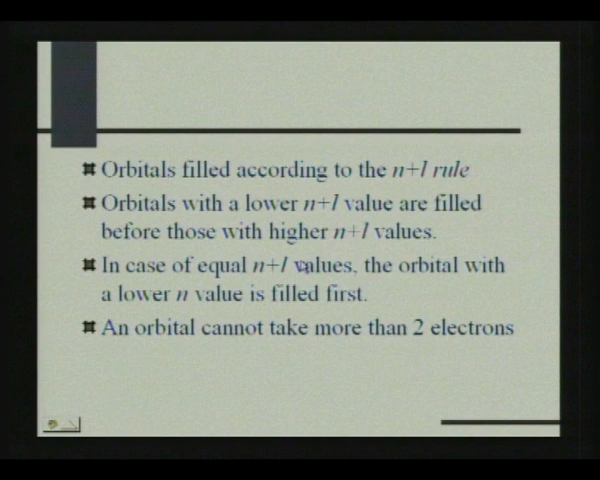 Orbitals filled according to the n+l rule
Orbitals with a lower n+l value are filled
before those with higher n+l values.
In case of equal n+l values, the orbital with
a lower n value is filled first.
An orbital cannot take more than 2 electrons